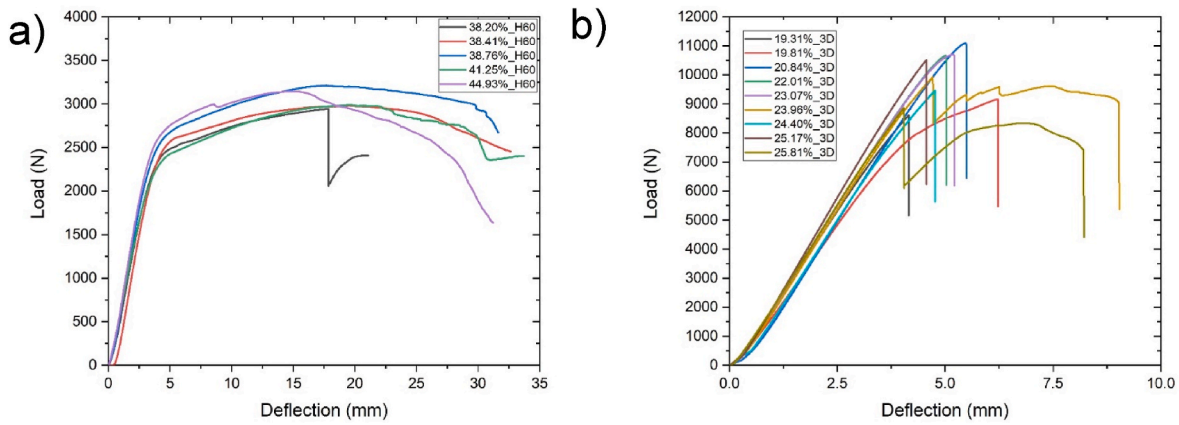 a)
4000
3500
3000
2500
2000
1500
1000
500
0
Load (N)
0
5
10
15
20
25
30
35
Deflection (mm)
38.20%_H60
38.41%_H60
38.76%_H60
41.25%_H60
44.93%_H60
b)
12000
11000
10000
9000
8000
7000
6000
5000
4000
3000
2000
1000
0
Load (N)
0.0
2.5
5.0
7.5
10.0
Deflection (mm)
19.31%_3D
19.81%_3D
20.84%_3D
22.01%_3D
23.07%_3D
23.96%_3D
24.40%_3D
25.17%_3D
25.81%_3D